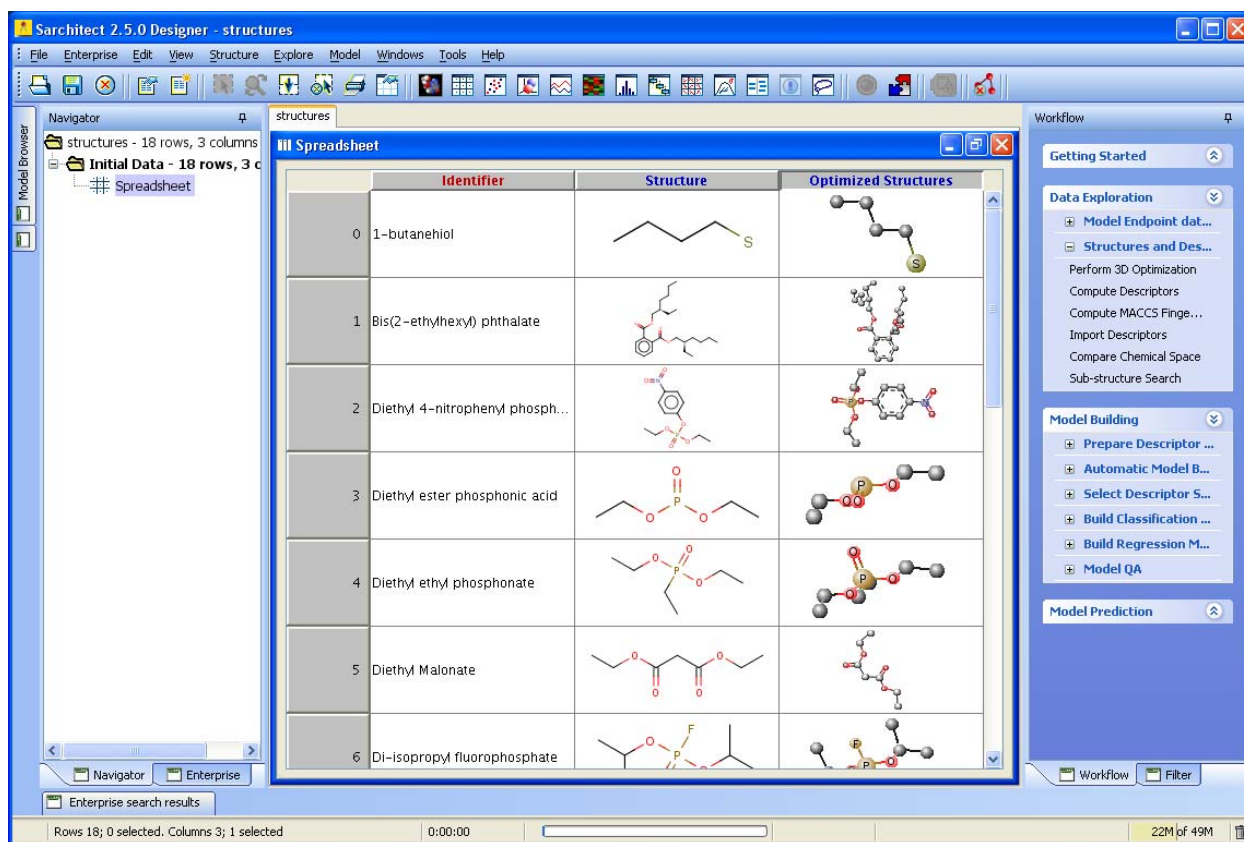 Sarchitect 2.5.0 Designer - structures
File Enterprise Edit View Structure Explore Model Windows Tools Help
Model Browser
Navigator
structures - 18 rows, 3 columns
Initial Data - 18 rows, 3 c
Spreadsheet
Navigator Enterprise
structures
Spreadsheet
Identifier Structure Optimized Structures
0 1-butanehiol S S
1 Bis(2-ethylhexyl) phthalate
2 Diethyl 4-nitrophenyl phosph...
3 Diethyl ester phosphonic acid O P O O P O O O
4 Diethyl ethyl phosphonate O O P O O P O O
5 Diethyl Malonate O O O O
6 Di-isopropyl fluorophosphate F O P O F P O
Workflow
Getting Started
Data Exploration
Model Endpoint dat...
Structures and Des...
Perform 3D Optimization
Compute Descriptors
Compute MACCS Finge...
Import Descriptors
Compare Chemical Space
Sub-structure Search
Model Building
Prepare Descriptor ...
Automatic Model B...
Select Descriptor S...
Build Classification ...
Build Regression M...
Model QA
Model Prediction
Workflow Filter
Enterprise search results
Rows 18; 0 selected. Columns 3; 1 selected 0:00:00 22M of 49M